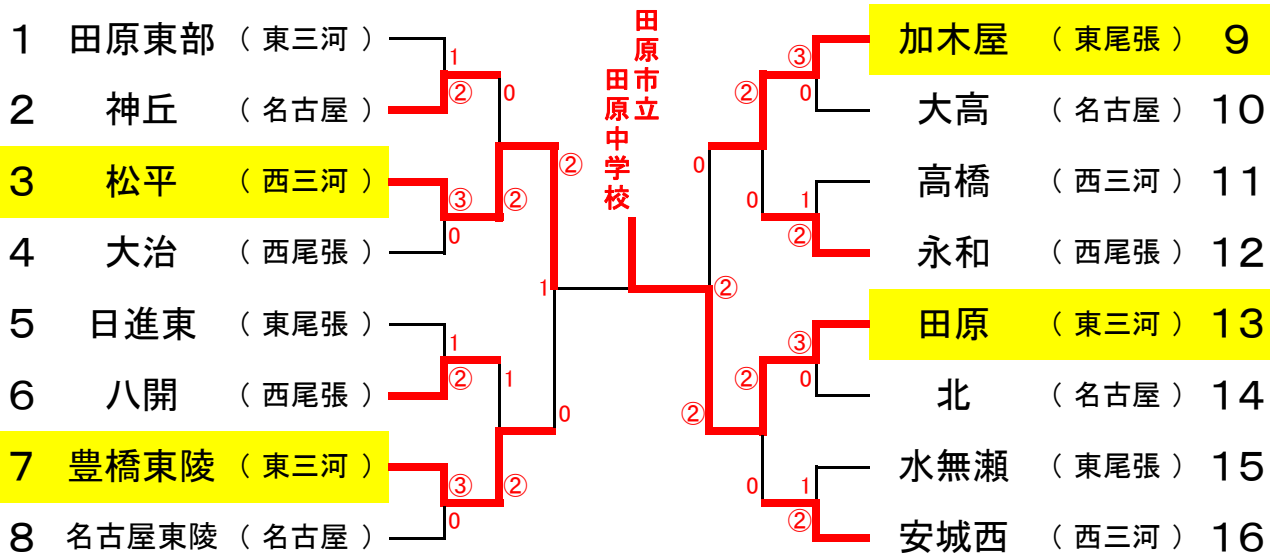 1 田原東部 （ 東三河 ）
2 神丘 （ 名古屋 ）
3 松平 （ 西三河 ）
4 大治 （ 西尾張 ）
5 日進東 （ 東尾張 ）
6 八開 （ 西尾張 ）
7 豊橋東陵 （ 東三河 ）
8 名古屋東陵 （ 名古屋 ）
1
②
0
③
0
②
②
1
②
1
③
0
②
0
1
田原市立
田原中学校
②
0
②
③
0
②
0
1
②
②
③
0
②
0
1
②
加木屋 （ 東尾張 ） 9
大高 （ 名古屋 ） 10
高橋 （ 西三河 ） 11
永和 （ 西尾張 ） 12
田原 （ 東三河 ） 13
北 （ 名古屋 ） 14
水無瀬 （ 東尾張 ） 15
安城西 （ 西三河 ） 16